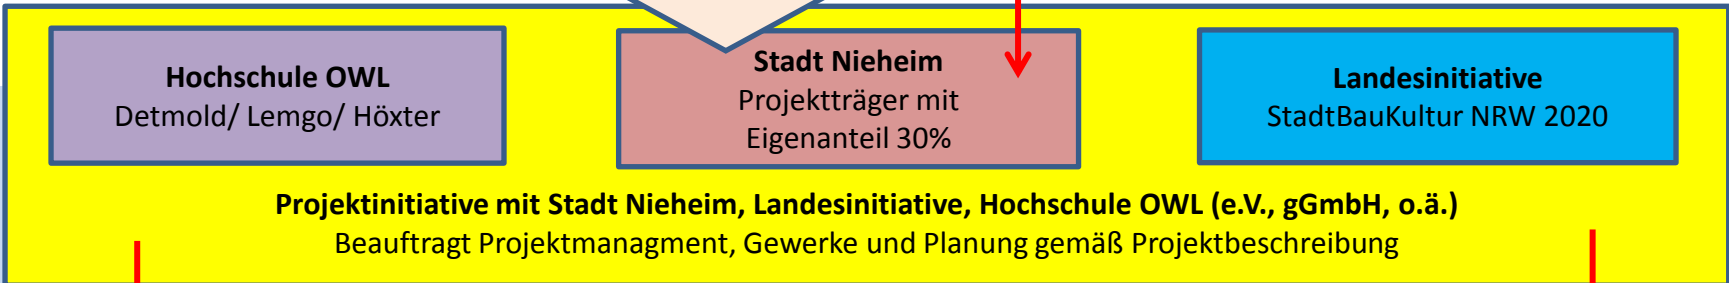 Hochschule OWL
Detmold/ Lemgo/ Höxter
Stadt Nieheim
Projektträger mit
Eigenanteil 30%
Landesinitiative
StadtBauKultur NRW 2020
Projektinitiative mit Stadt Nieheim, Landesinitiative, Hochschule OWL (e.V., gGmbH, o.ä.)
Beauftragt Projektmanagment, Gewerke und Planung gemäß Projektbeschreibung